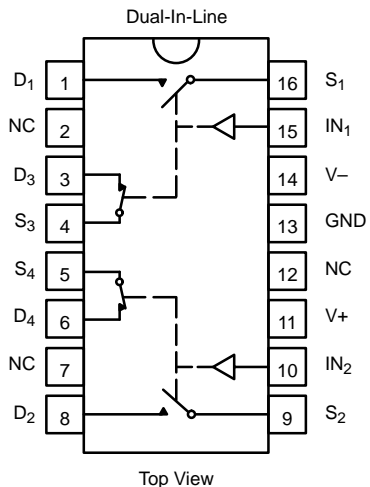 Dual-In-Line
D1 1 16 S1
NC 2 15 IN1
D3 3 14 V–
S3 4 13 GND
S4 5 12 NC
D4 6 11 V+
NC 7 10 IN2
D2 8 9 S2
Top View